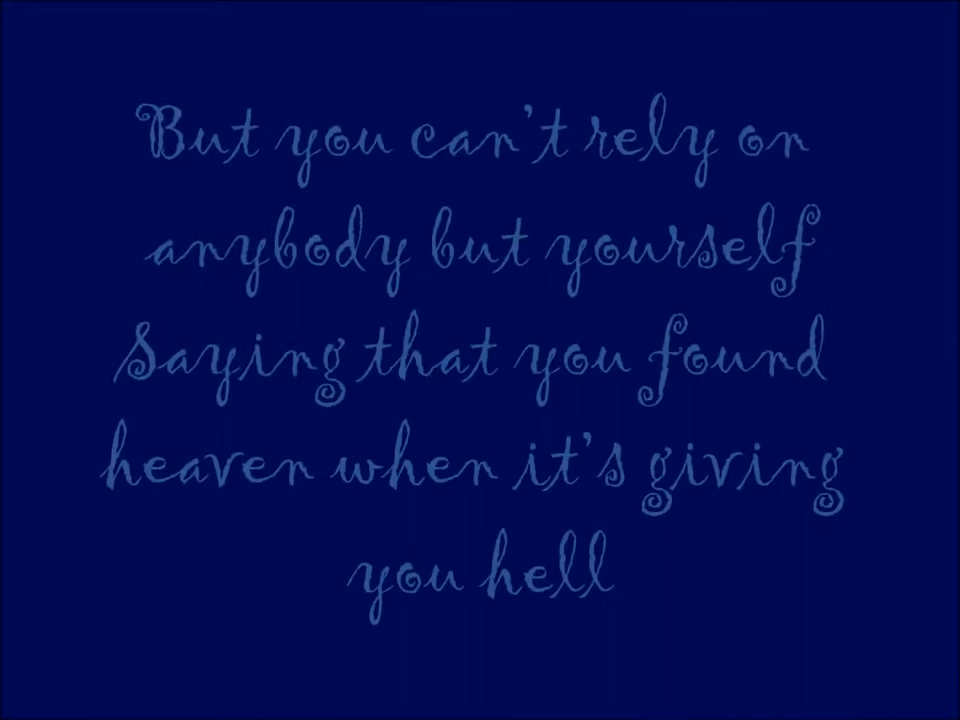 But you can't rely on
anybody but yourself
Saying that you found
heaven when it's giving
you hell